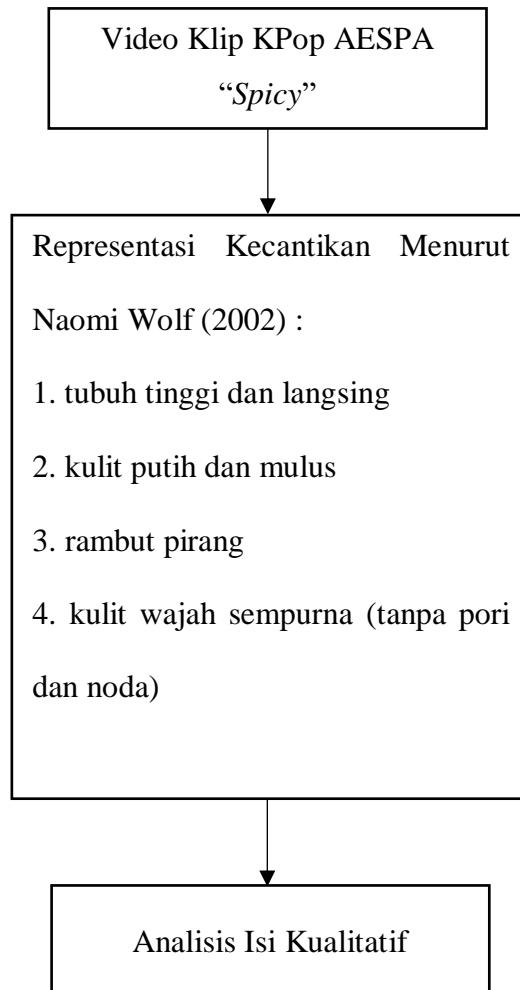 Video Klip KPop AESPA
“Spicy”
Representasi Kecantikan Menurut
Naomi Wolf (2002) :
1. tubuh tinggi dan langsing
2. kulit putih dan mulus
3. rambut pirang
4. kulit wajah sempurna (tanpa pori
dan noda)
Analisis Isi Kualitatif